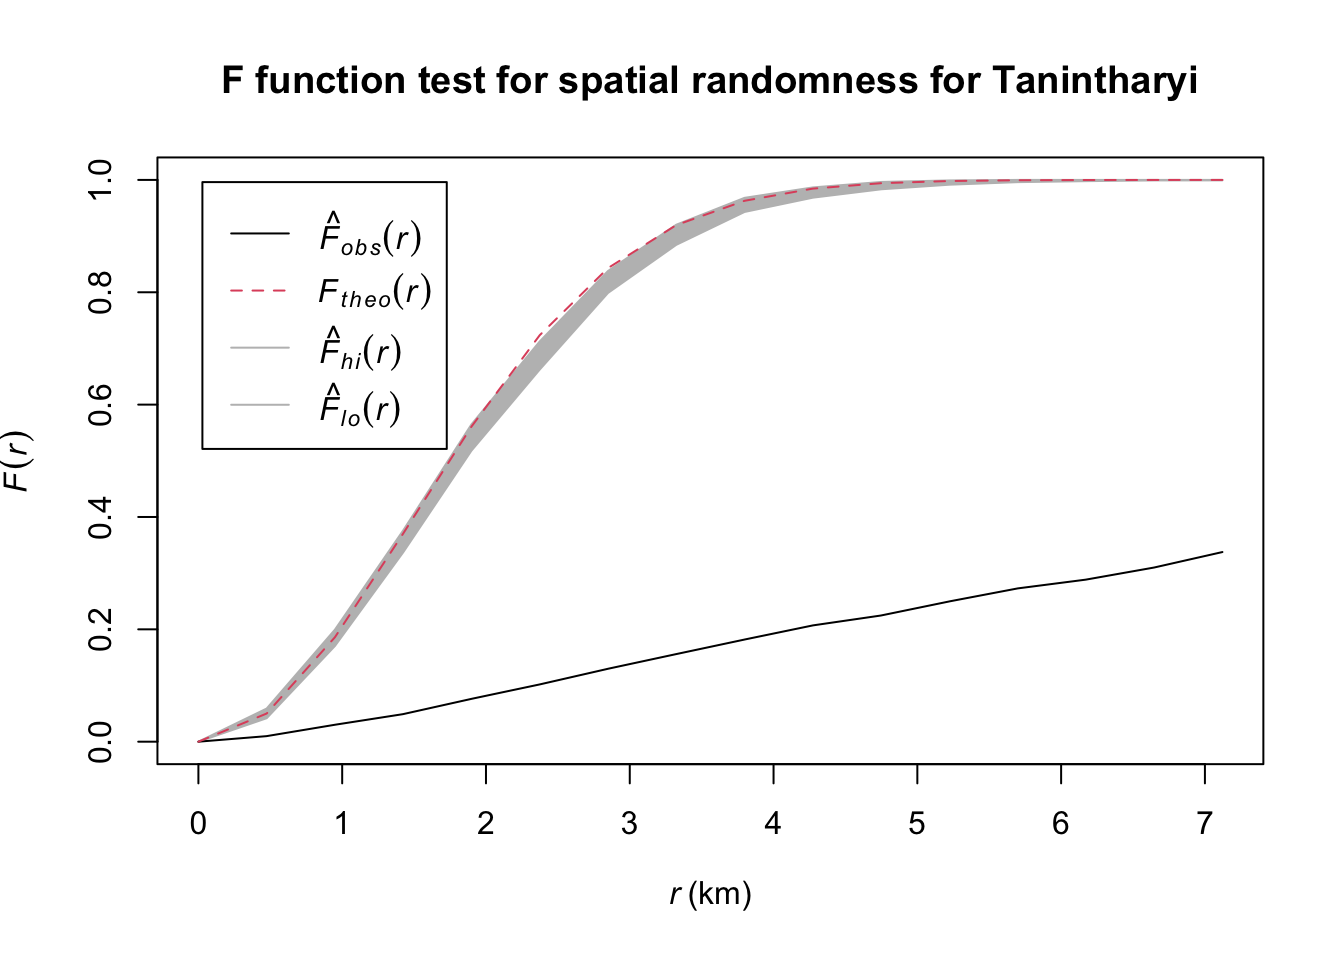 F function test for spatial randomness for Tanintharyi
F̂obs(r)
Ftheo(r)
F̂hi(r)
F̂lo(r)
F(r)
1.0
0.8
0.6
0.4
0.2
0.0
0 1 2 3 4 5 6 7
r (km)